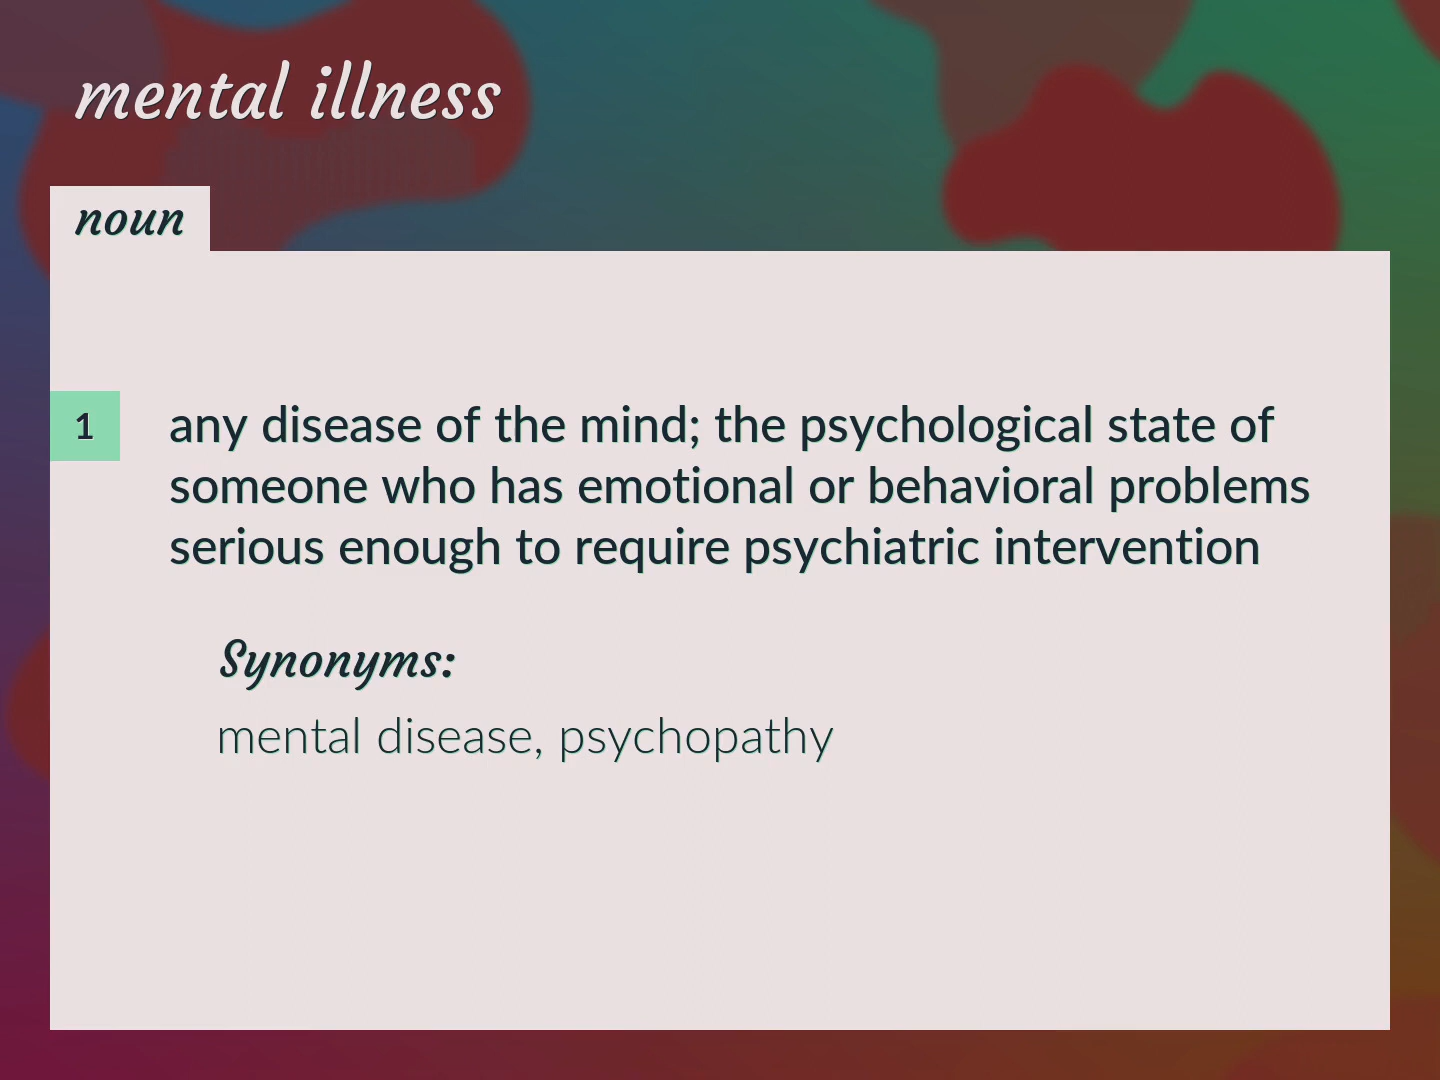 mental illness
noun
1
any disease of the mind; the psychological state of
someone who has emotional or behavioral problems
serious enough to require psychiatric intervention
Synonyms:
mental disease, psychopathy